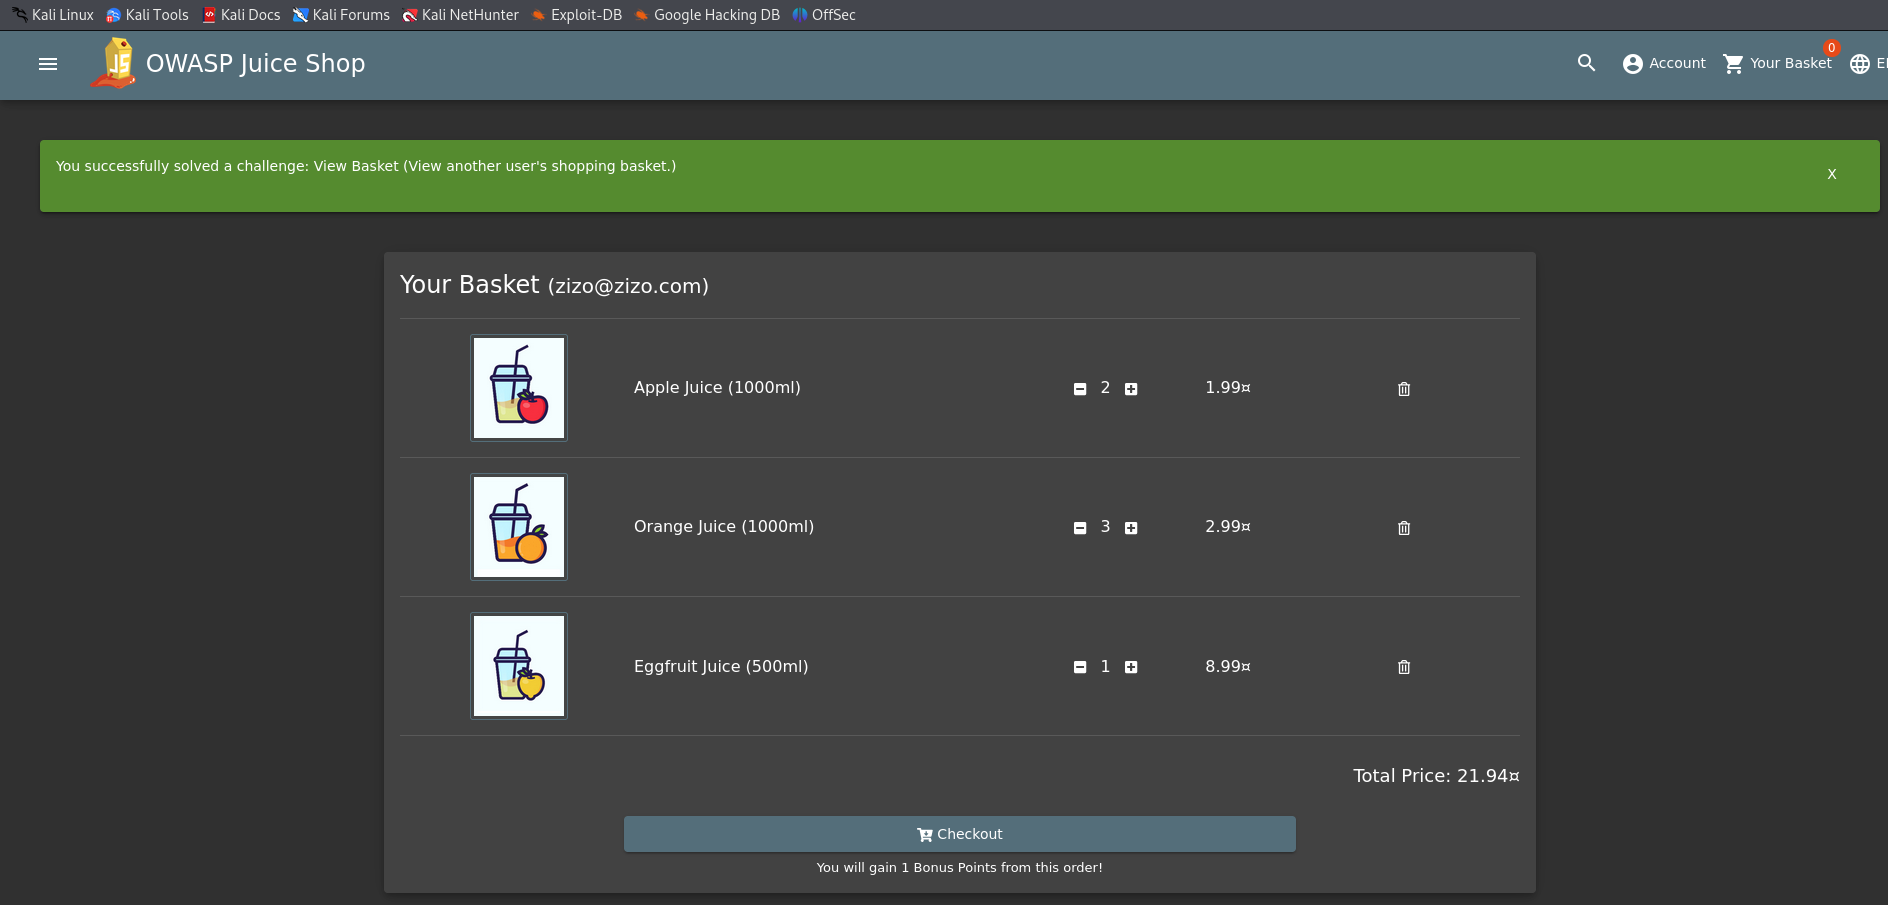 Kali Linux Kali Tools Kali Docs Kali Forums Kali NetHunter Exploit-DB Google Hacking DB OffSec
JS OWASP Juice Shop Account Your Basket 0
You successfully solved a challenge: View Basket (View another user's shopping basket.) X
Your Basket (zizo@zizo.com)
Apple Juice (1000ml) 2 1.99¤
Orange Juice (1000ml) 3 2.99¤
Eggfruit Juice (500ml) 1 8.99¤
Total Price: 21.94¤
Checkout
You will gain 1 Bonus Points from this order!